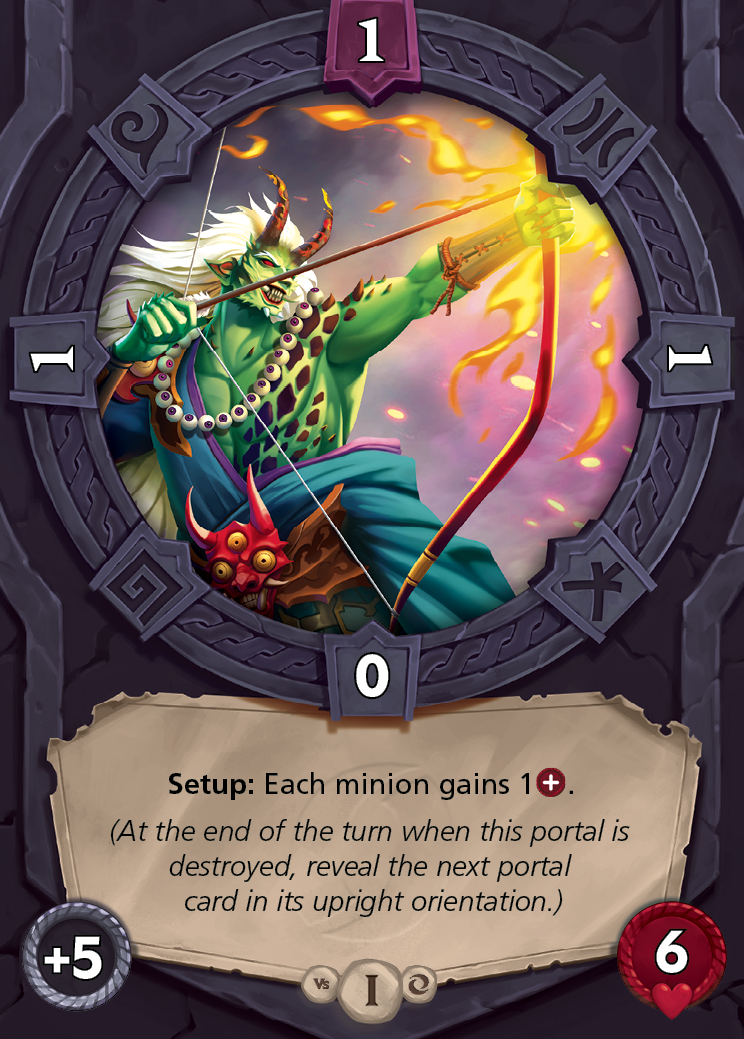 1
1
1
0
Setup: Each minion gains 1+.
(At the end of the turn when this portal is
destroyed, reveal the next portal
card in its upright orientation.)
+5
6
VS I